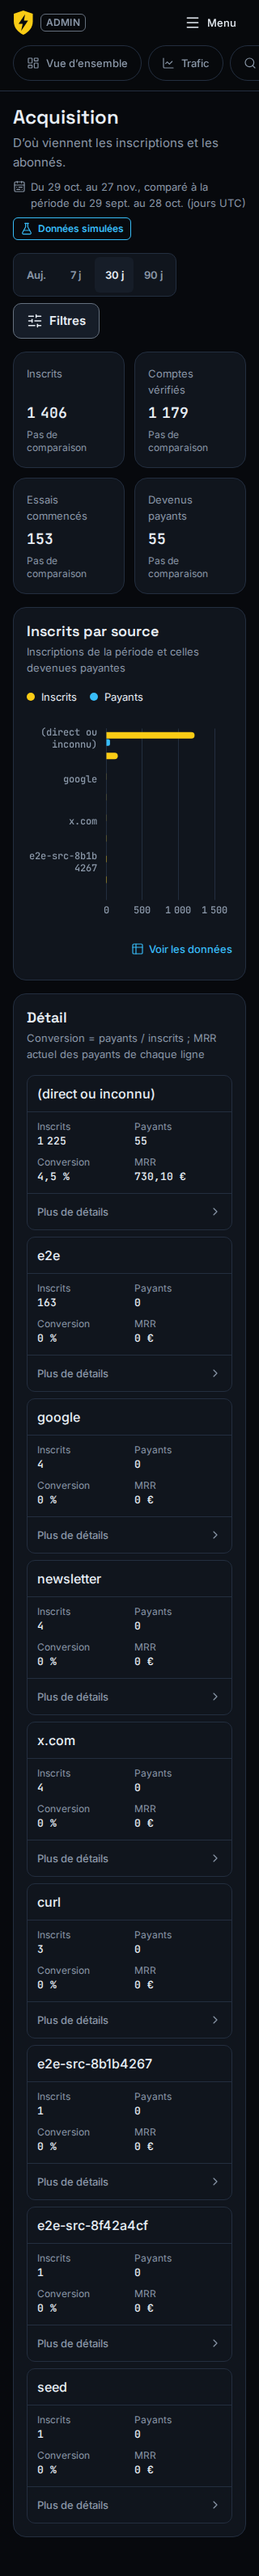 ADMIN
Menu
Vue d’ensemble
Trafic
Acquisition
D’où viennent les inscriptions et les
abonnés.
Du 29 oct. au 27 nov., comparé à la
période du 29 sept. au 28 oct. (jours UTC)
Données simulées
Auj. 7 j 30 j 90 j
Filtres
Inscrits
1 406
Pas de
comparaison
Comptes
vérifiés
1 179
Pas de
comparaison
Essais
commencés
153
Pas de
comparaison
Devenus
payants
55
Pas de
comparaison
Inscrits par source
Inscriptions de la période et celles
devenues payantes
Inscrits Payants
(direct ou
inconnu)
google
x.com
e2e-src-8b1b
4267
0 500 1 000 1 500
Voir les données
Détail
Conversion = payants / inscrits ; MRR
actuel des payants de chaque ligne
(direct ou inconnu)
Inscrits Payants
1 225 55
Conversion MRR
4,5 % 730,10 €
Plus de détails
e2e
Inscrits Payants
163 0
Conversion MRR
0 % 0 €
Plus de détails
google
Inscrits Payants
4 0
Conversion MRR
0 % 0 €
Plus de détails
newsletter
Inscrits Payants
4 0
Conversion MRR
0 % 0 €
Plus de détails
x.com
Inscrits Payants
4 0
Conversion MRR
0 % 0 €
Plus de détails
curl
Inscrits Payants
3 0
Conversion MRR
0 % 0 €
Plus de détails
e2e-src-8b1b4267
Inscrits Payants
1 0
Conversion MRR
0 % 0 €
Plus de détails
e2e-src-8f42a4cf
Inscrits Payants
1 0
Conversion MRR
0 % 0 €
Plus de détails
seed
Inscrits Payants
1 0
Conversion MRR
0 % 0 €
Plus de détails